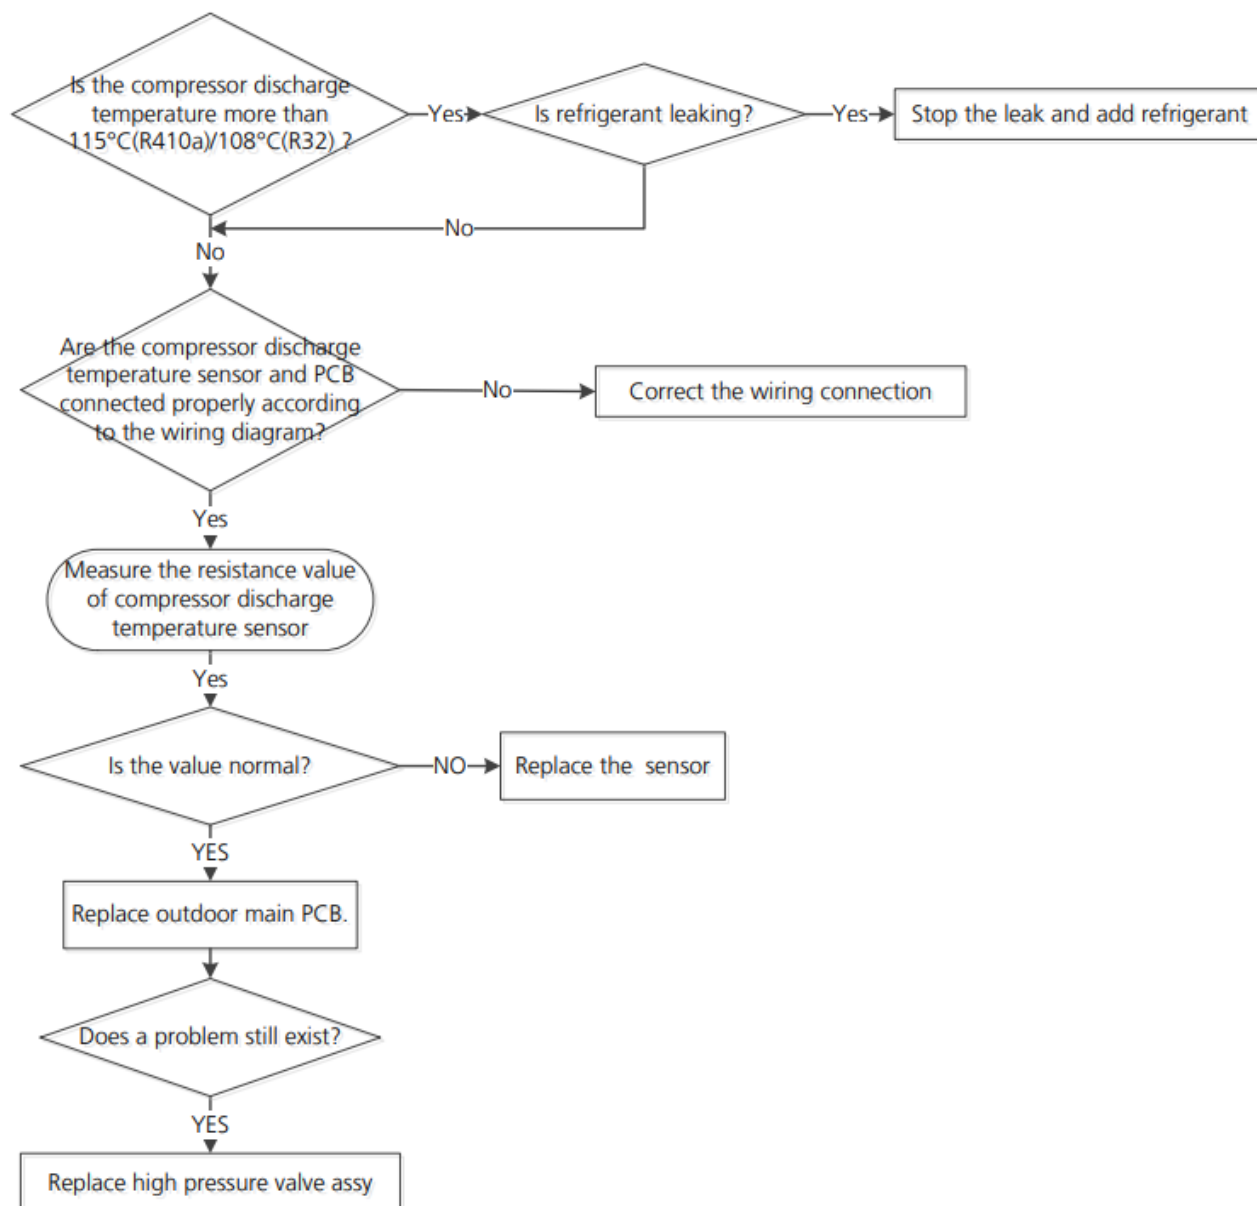 Is the compressor discharge
temperature more than
115°C(R410a)/108°C(R32) ?
Yes
Is refrigerant leaking?
Yes
Stop the leak and add refrigerant
No
No
Are the compressor discharge
temperature sensor and PCB
connected properly according
to the wiring diagram?
No
Correct the wiring connection
Yes
Measure the resistance value
of compressor discharge
temperature sensor
Yes
Is the value normal?
NO
Replace the  sensor
YES
Replace outdoor main PCB.
Does a problem still exist?
YES
Replace high pressure valve assy